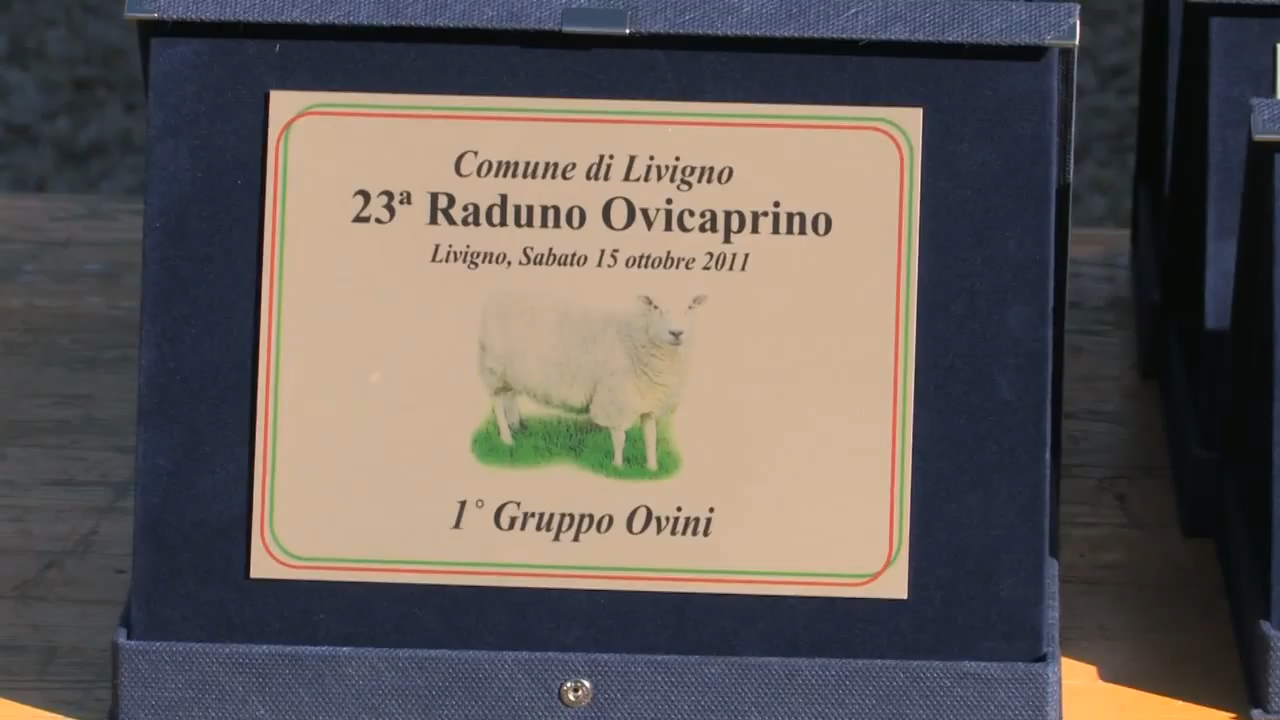 Comune di Livigno
23ª Raduno Ovicaprino
Livigno, Sabato 15 ottobre 2011
1° Gruppo Ovini